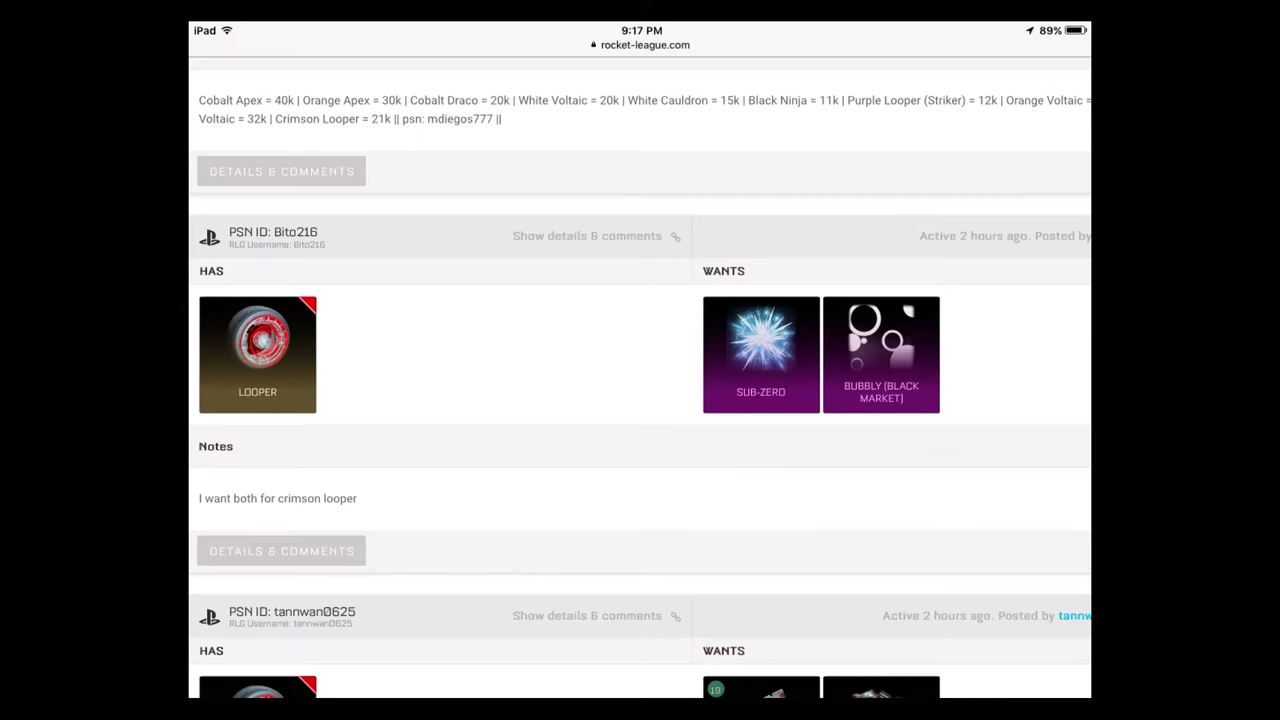 iPad
9:17 PM
89%
rocket-league.com
Cobalt Apex = 40k | Orange Apex = 30k | Cobalt Draco = 20k | White Voltaic = 20k | White Cauldron = 15k | Black Ninja = 11k | Purple Looper (Striker) = 12k | Orange Voltaic =
Voltaic = 32k | Crimson Looper = 21k || psn: mdiegos777 ||
DETAILS & COMMENTS
PSN ID: Bito216
RLG Username: Bito216
Show details & comments
Active 2 hours ago. Posted by
HAS
WANTS
LOOPER
SUB-ZERO
BUBBLY (BLACK
MARKET)
Notes
I want both for crimson looper
DETAILS & COMMENTS
PSN ID: tannwan0625
RLG Username: tannwan0625
Show details & comments
Active 2 hours ago. Posted by tannw
HAS
WANTS
19